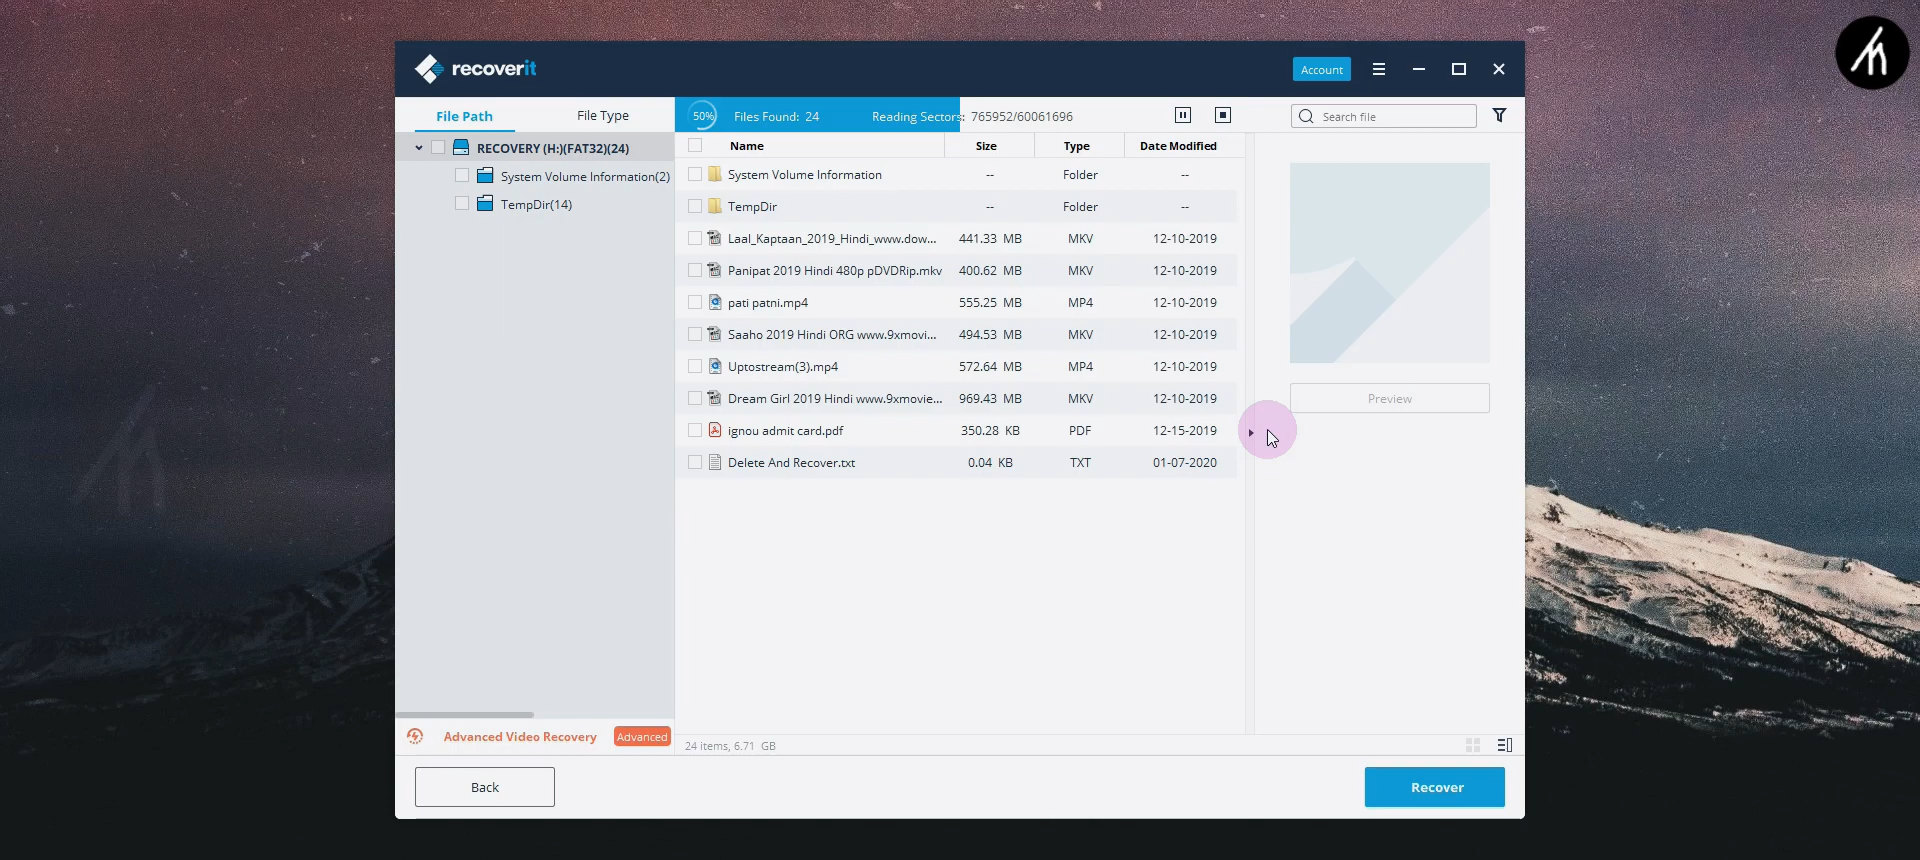 recoverit
Account
File Path
File Type
50%
Files Found: 24
Reading Sectors: 765952/60061696
Search file
RECOVERY (H:)(FAT32)(24)
System Volume Information(2)
TempDir(14)
Name
Size
Type
Date Modified
System Volume Information -- Folder --
TempDir -- Folder --
Laal_Kaptaan_2019_Hindi_www.dow... 441.33 MB MKV 12-10-2019
Panipat 2019 Hindi 480p pDVDRip.mkv 400.62 MB MKV 12-10-2019
pati patni.mp4 555.25 MB MP4 12-10-2019
Saaho 2019 Hindi ORG www.9xmovi... 494.53 MB MKV 12-10-2019
Uptostream(3).mp4 572.64 MB MP4 12-10-2019
Dream Girl 2019 Hindi www.9xmovie... 969.43 MB MKV 12-10-2019
ignou admit card.pdf 350.28 KB PDF 12-15-2019
Delete And Recover.txt 0.04 KB TXT 01-07-2020
Preview
Advanced Video Recovery
Advanced
24 items, 6.71 GB
Back
Recover